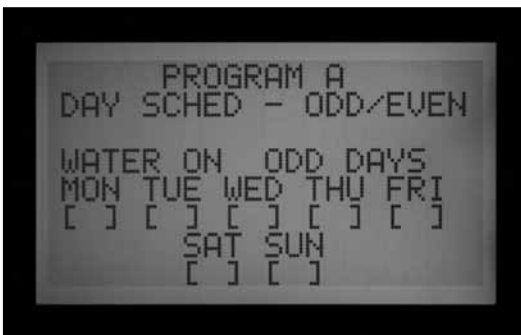 PROGRAM A
DAY SCHED - ODD/EVEN
WATER ON ODD DAYS
MON TUE WED THU FRI
[ ] [ ] [ ] [ ] [ ]
SAT SUN
[ ] [ ]